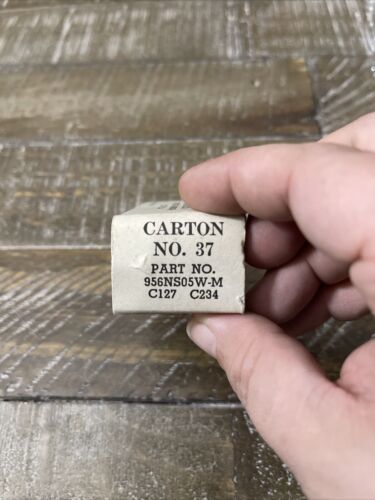 CARTON
NO. 37
PART NO.
956NS05W-M
C127 C234